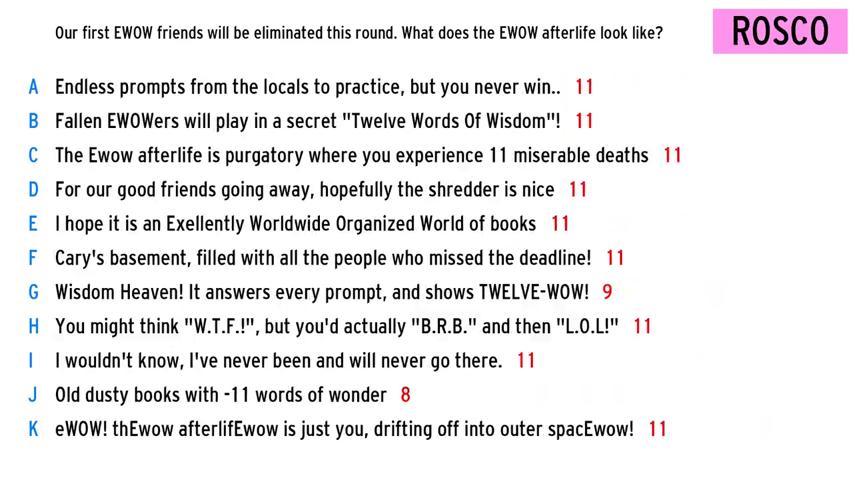 Our first EWOW friends will be eliminated this round. What does the EWOW afterlife look like?
ROSCO
A Endless prompts from the locals to practice, but you never win.. 11
B Fallen EWOWers will play in a secret "Twelve Words Of Wisdom"! 11
C The Ewow afterlife is purgatory where you experience 11 miserable deaths 11
D For our good friends going away, hopefully the shredder is nice 11
E I hope it is an Exellently Worldwide Organized World of books 11
F Cary's basement, filled with all the people who missed the deadline! 11
G Wisdom Heaven! It answers every prompt, and shows TWELVE-WOW! 9
H You might think "W.T.F.!", but you'd actually "B.R.B." and then "L.O.L!" 11
I I wouldn't know, I've never been and will never go there. 11
J Old dusty books with -11 words of wonder 8
K eWOW! thEwow afterlifEwow is just you, drifting off into outer spacEwow! 11